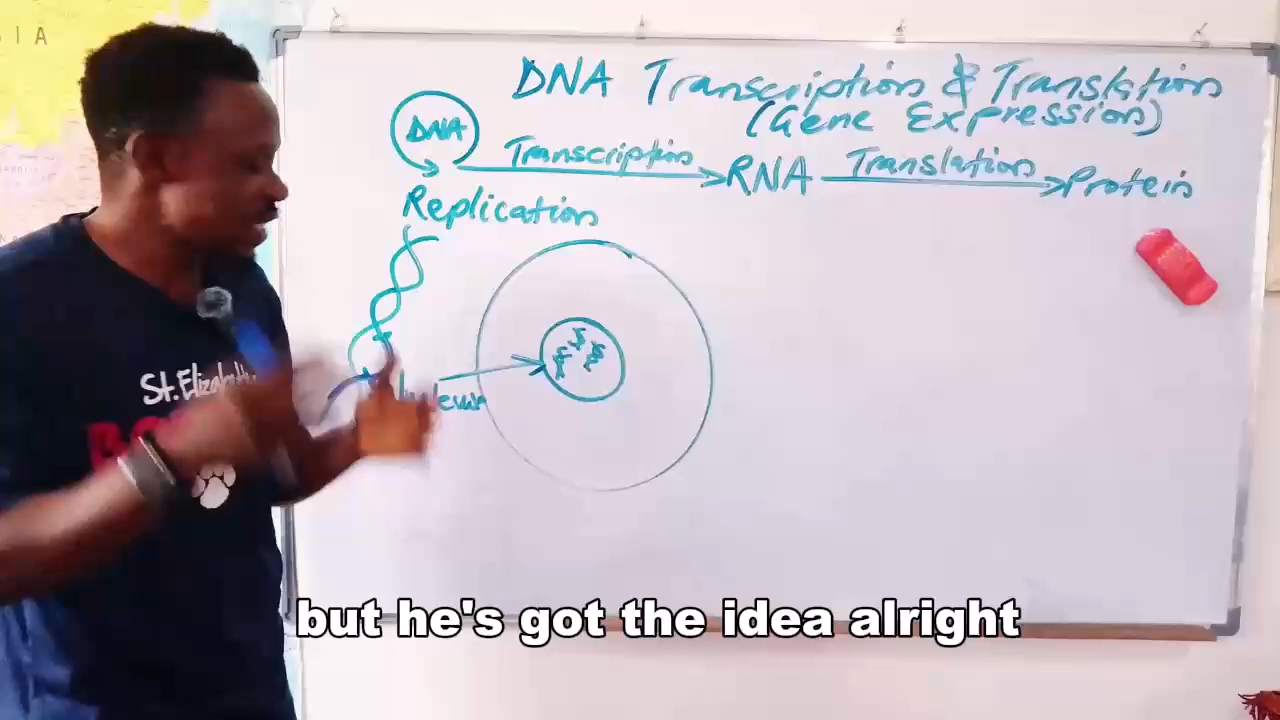 DNA Transcription & Translation
(Gene Expression)
DNA Transcription RNA Translation Protein
Replication
St. Elizabeth
but he's got the idea alright